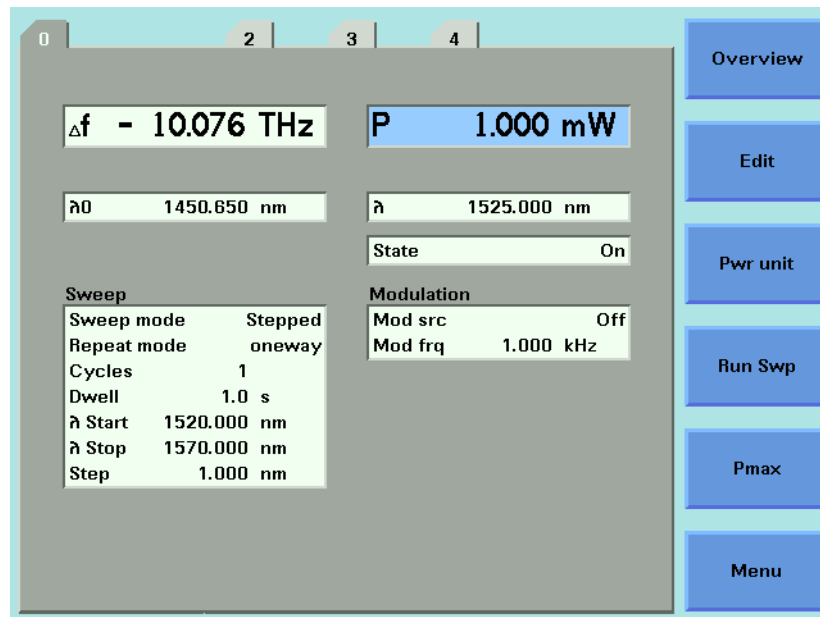 0 2 3 4
Δf - 10.076 THz
P 1.000 mW
λ0 1450.650 nm
λ 1525.000 nm
State On
Sweep
Sweep mode Stepped
Repeat mode oneway
Cycles 1
Dwell 1.0 s
λ Start 1520.000 nm
λ Stop 1570.000 nm
Step 1.000 nm
Modulation
Mod src Off
Mod frq 1.000 kHz
Overview
Edit
Pwr unit
Run Swp
Pmax
Menu